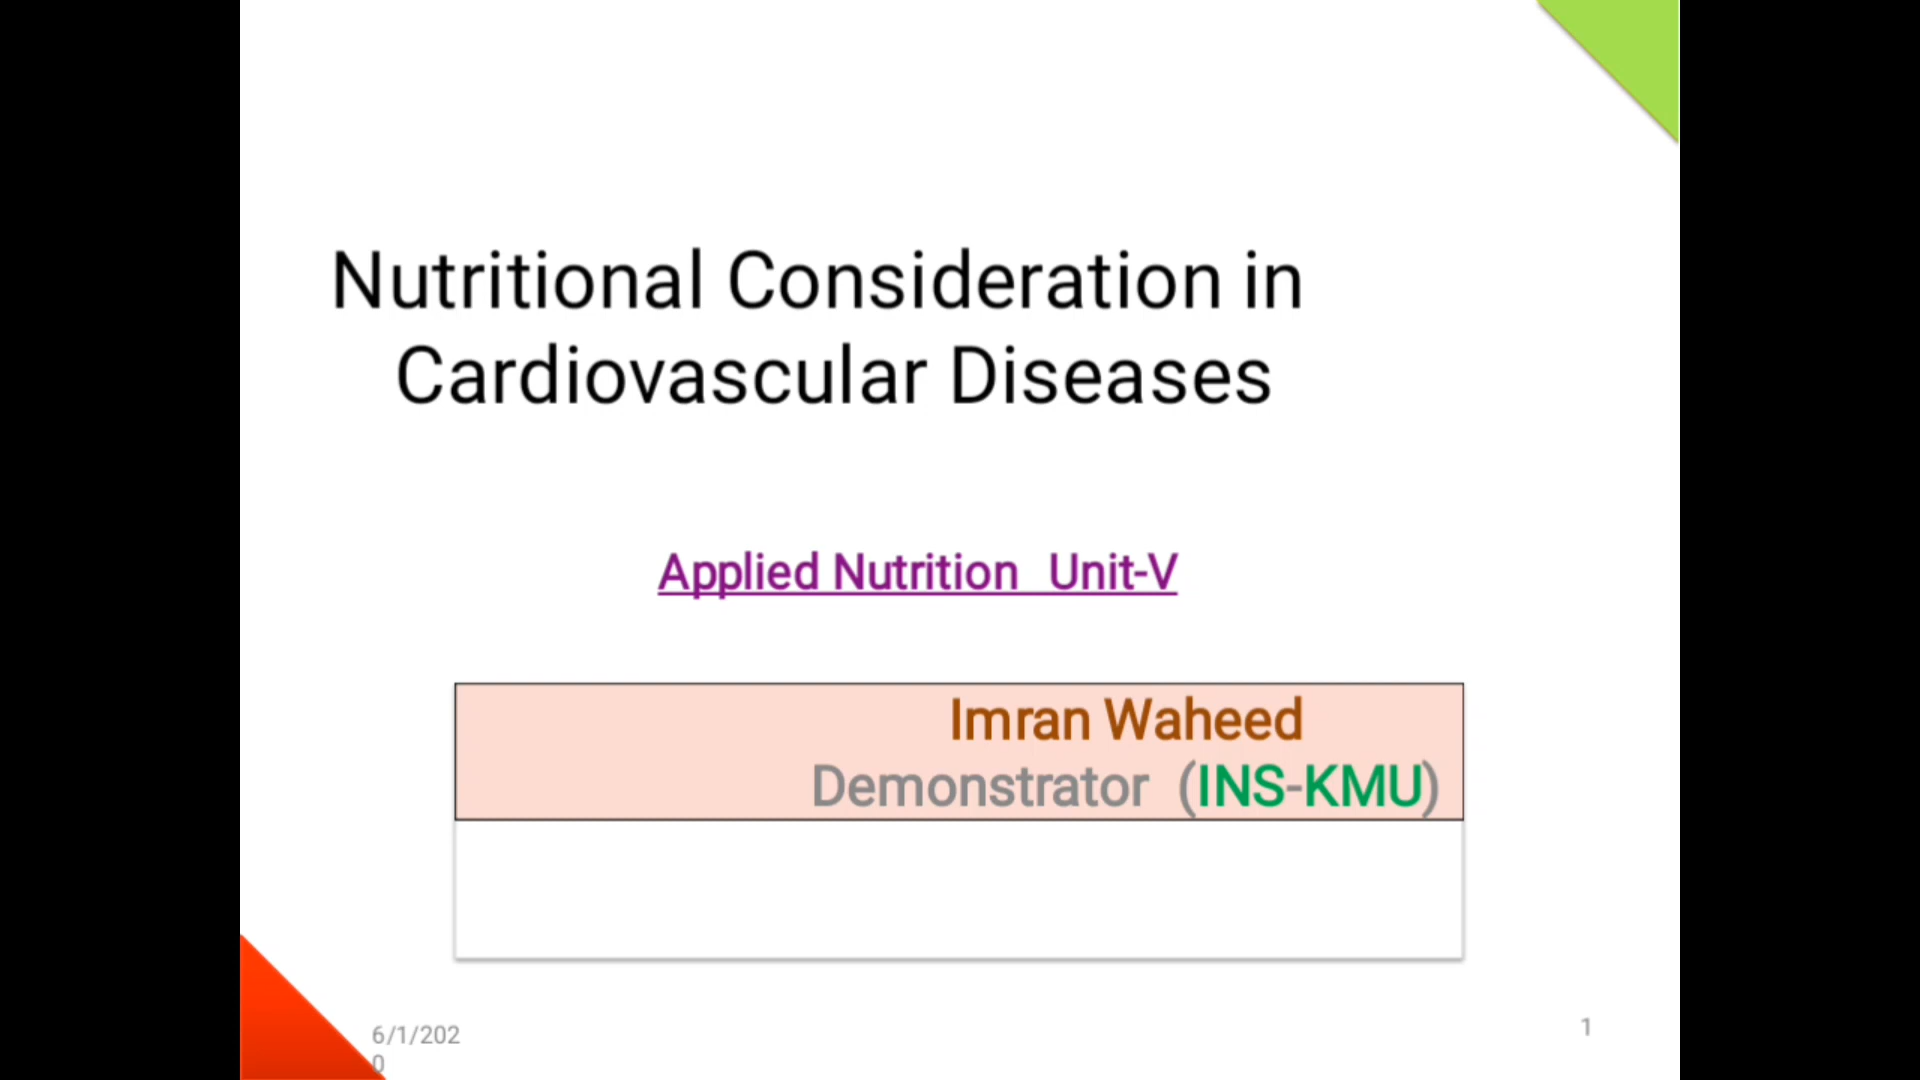 Nutritional Consideration in
Cardiovascular Diseases
Applied Nutrition Unit-V
Imran Waheed
Demonstrator (INS-KMU)
6/1/202
0
1